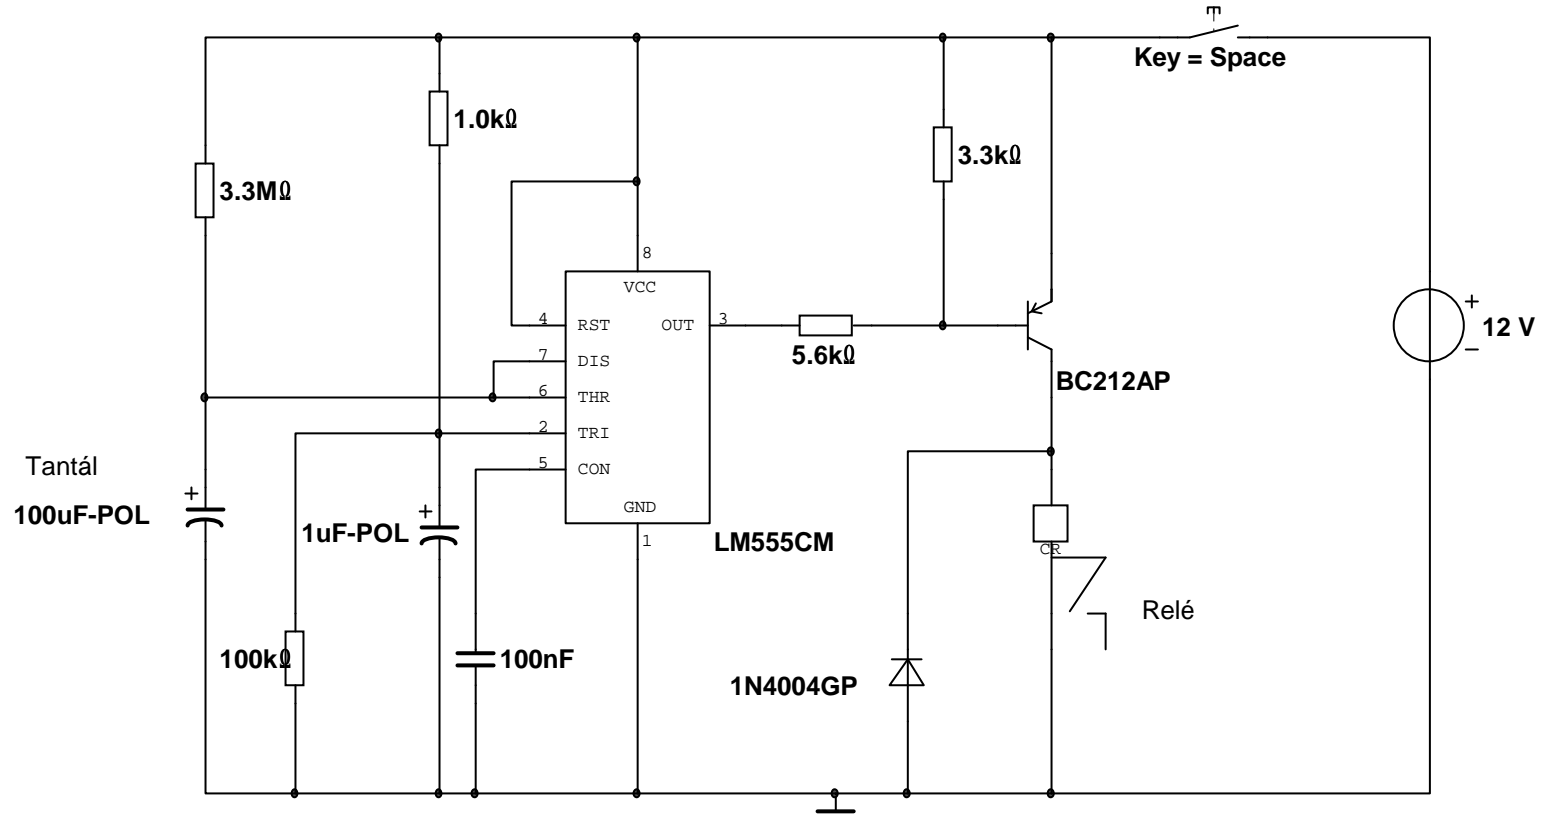 Key = Space
1.0kΩ
3.3kΩ
3.3MΩ
8
VCC
4 RST OUT 3
7 DIS
6 THR
2 TRI
5 CON
GND
1
5.6kΩ
12 V
+
−
BC212AP
Tantál
+
100uF-POL
+
1uF-POL
LM555CM
CR
Relé
100kΩ
100nF
1N4004GP